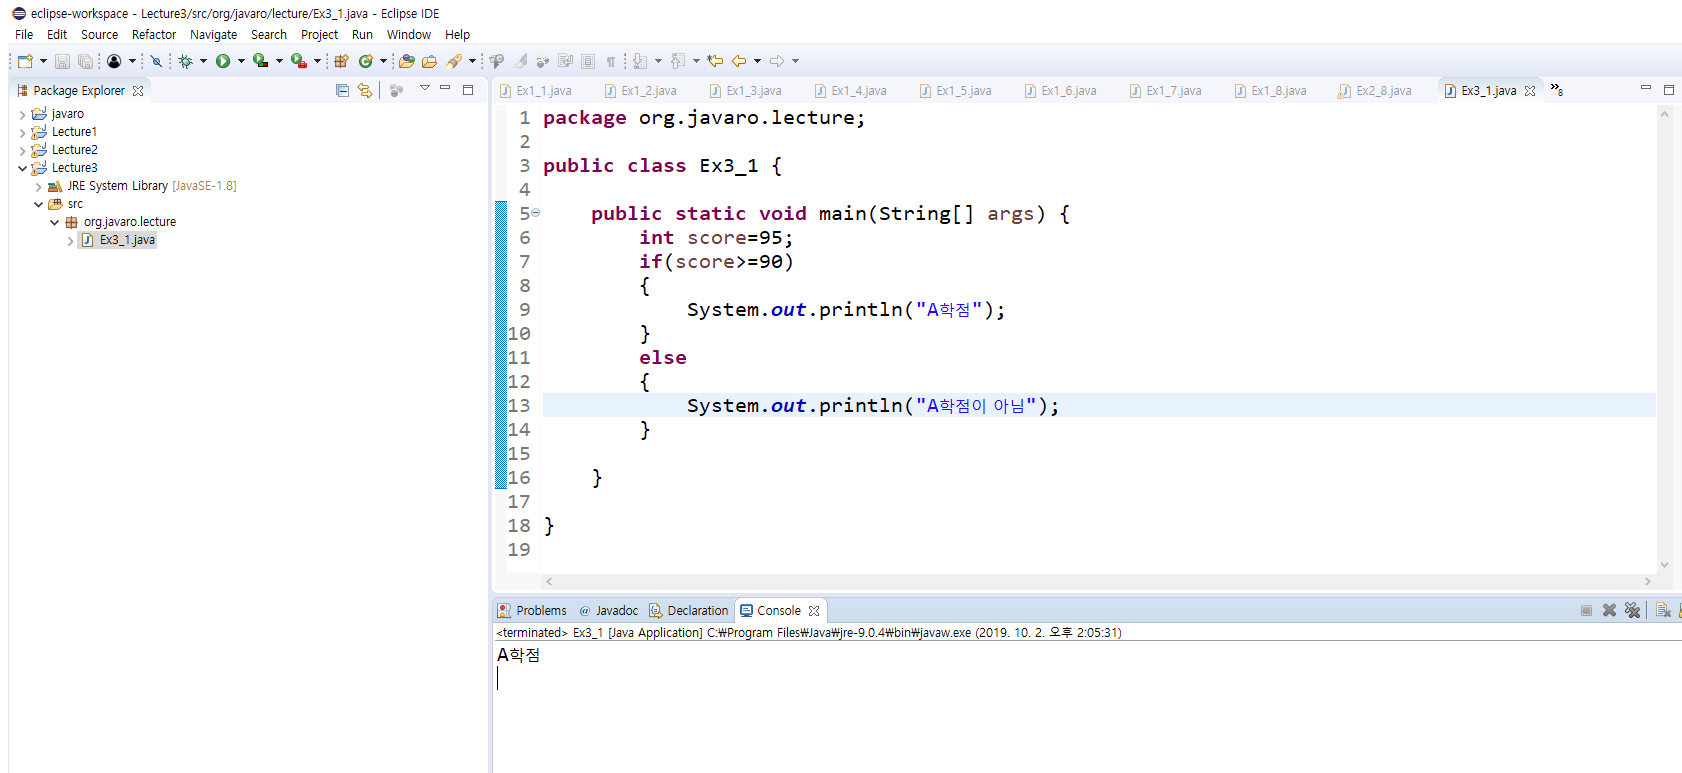 eclipse-workspace - Lecture3/src/org/javaro/lecture/Ex3_1.java - Eclipse IDE
File Edit Source Refactor Navigate Search Project Run Window Help
Package Explorer
javaro
Lecture1
Lecture2
Lecture3
JRE System Library [JavaSE-1.8]
src
org.javaro.lecture
Ex3_1.java
Ex1_1.java Ex1_2.java Ex1_3.java Ex1_4.java Ex1_5.java Ex1_6.java Ex1_7.java Ex1_8.java Ex2_8.java Ex3_1.java »8
1 package org.javaro.lecture;
2
3 public class Ex3_1 {
4
5 public static void main(String[] args) {
6 int score=95;
7 if(score>=90)
8 {
9 System.out.println("A학점");
10 }
11 else
12 {
13 System.out.println("A학점이 아님");
14 }
15
16 }
17
18 }
19
Problems @ Javadoc Declaration Console
<terminated> Ex3_1 [Java Application] C:₩Program Files₩Java₩jre-9.0.4₩bin₩javaw.exe (2019. 10. 2. 오후 2:05:31)
A학점